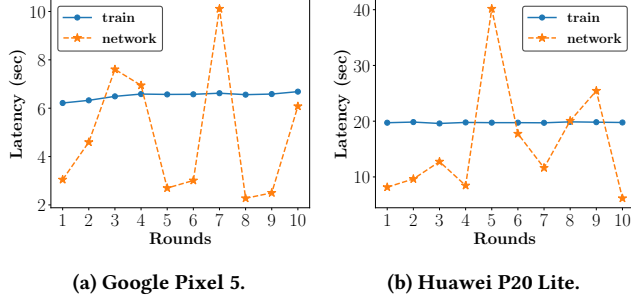 10
8
6
4
2
Latency (sec)
train
network
1 2 3 4 5 6 7 8 9 10
Rounds
(a) Google Pixel 5.
40
30
20
10
Latency (sec)
train
network
1 2 3 4 5 6 7 8 9 10
Rounds
(b) Huawei P20 Lite.